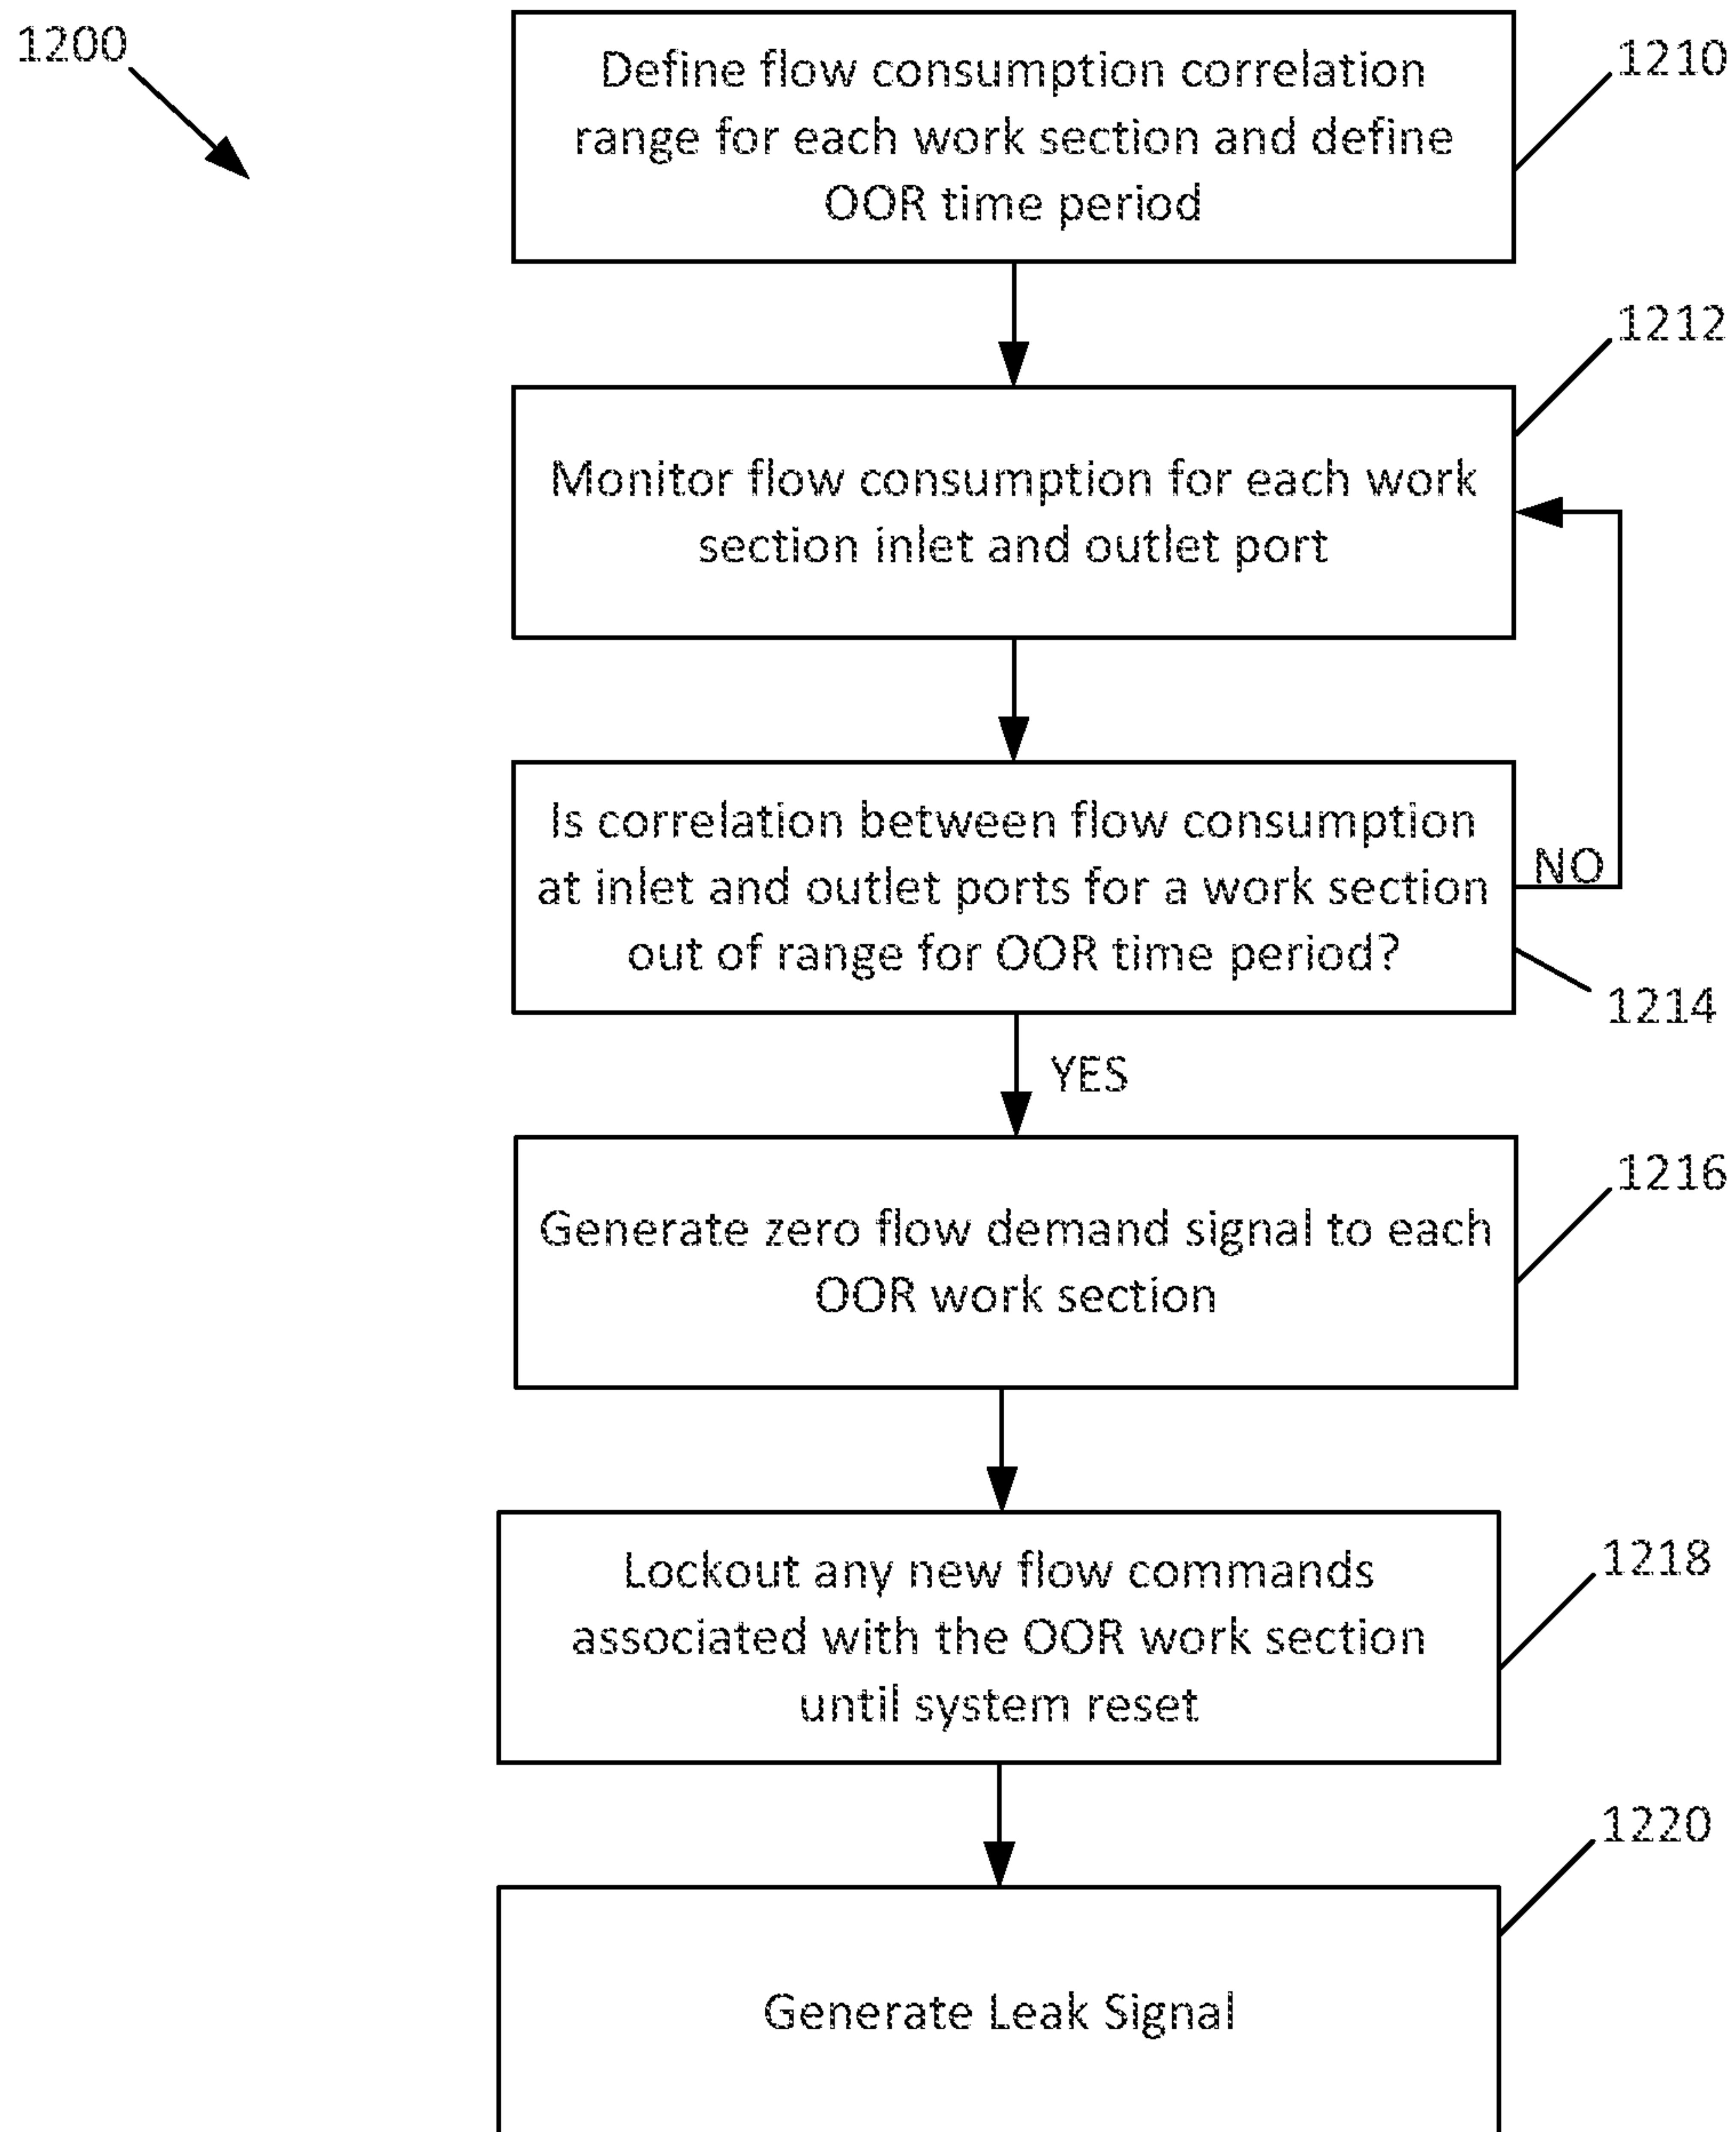 1200
Define flow consumption correlation
range for each work section and define
OOR time period
1210
1212
Monitor flow consumption for each work
section inlet and outlet port
Is correlation between flow consumption
at inlet and outlet ports for a work section
out of range for OOR time period?
NO
1214
YES
1216
Generate zero flow demand signal to each
OOR work section
1218
Lockout any new flow commands
associated with the OOR work section
until system reset
1220
Generate Leak Signal